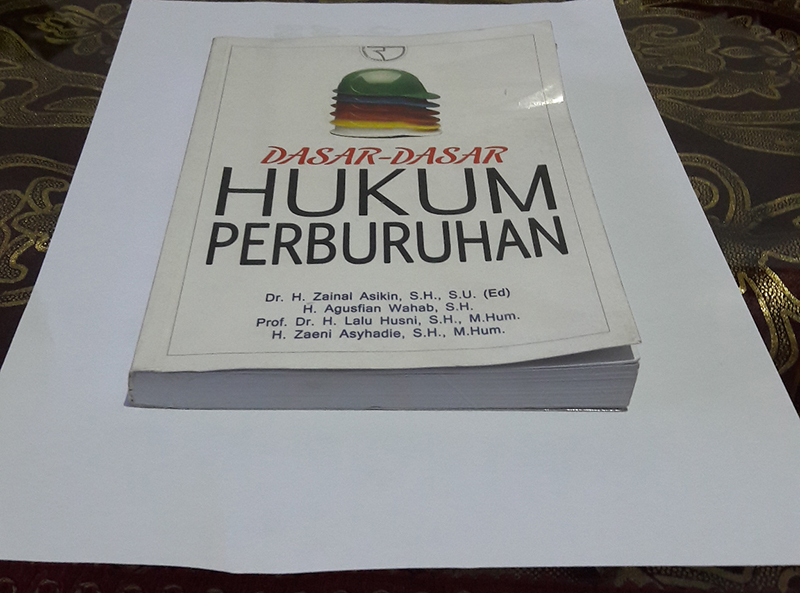 DASAR-DASAR
HUKUM
PERBURUHAN
Dr. H. Zainal Asikin, S.H., S.U. (Ed)
H. Agusfian Wahab, S.H.
Prof. Dr. H. Lalu Husni, S.H., M.Hum.
H. Zaeni Asyhadie, S.H., M.Hum.